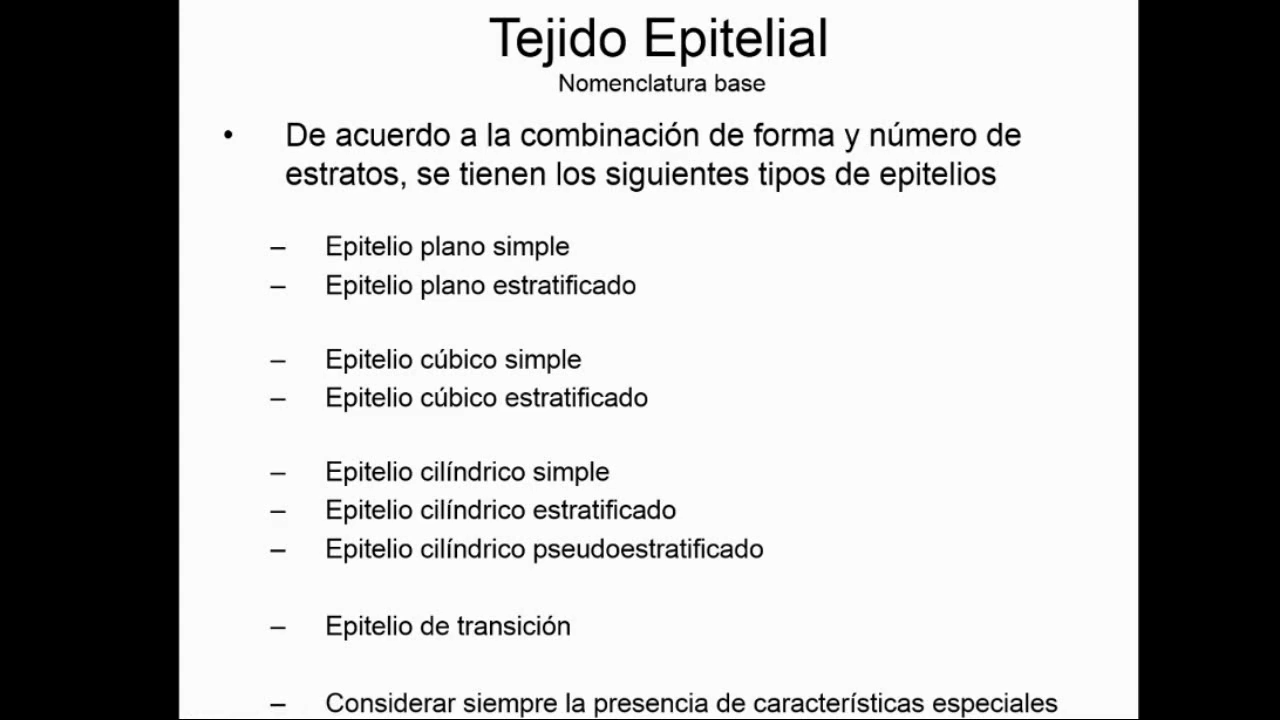 Tejido Epitelial
Nomenclatura base
• De acuerdo a la combinación de forma y número de
estratos, se tienen los siguientes tipos de epitelios
– Epitelio plano simple
– Epitelio plano estratificado
– Epitelio cúbico simple
– Epitelio cúbico estratificado
– Epitelio cilíndrico simple
– Epitelio cilíndrico estratificado
– Epitelio cilíndrico pseudoestratificado
– Epitelio de transición
– Considerar siempre la presencia de características especiales